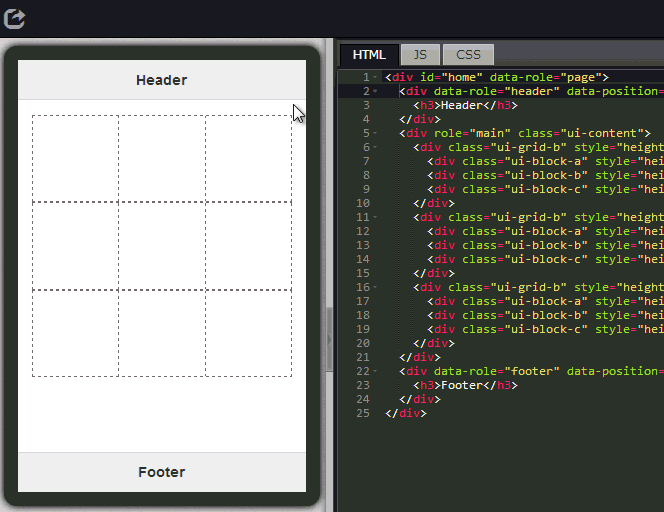 Header
Footer
HTML
JS
CSS
1 <div id="home" data-role="page">
2 <div data-role="header" data-position=
3 <h3>Header</h3>
4 </div>
5 <div role="main" class="ui-content">
6 <div class="ui-grid-b" style="height
7 <div class="ui-block-a" style="hei
8 <div class="ui-block-b" style="hei
9 <div class="ui-block-c" style="hei
10 </div>
11 <div class="ui-grid-b" style="height
12 <div class="ui-block-a" style="hei
13 <div class="ui-block-b" style="hei
14 <div class="ui-block-c" style="hei
15 </div>
16 <div class="ui-grid-b" style="height
17 <div class="ui-block-a" style="hei
18 <div class="ui-block-b" style="hei
19 <div class="ui-block-c" style="hei
20 </div>
21 </div>
22 <div data-role="footer" data-position=
23 <h3>Footer</h3>
24 </div>
25 </div>